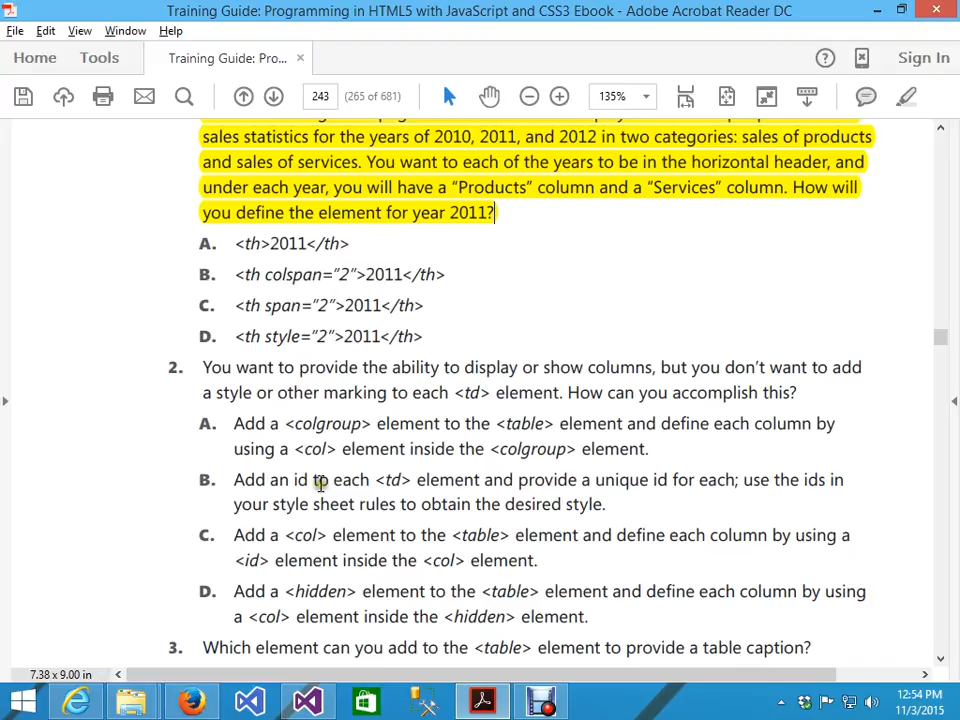 Training Guide: Programming in HTML5 with JavaScript and CSS3 Ebook - Adobe Acrobat Reader DC
File Edit View Window Help
Home Tools Training Guide: Pro... × Sign In
243 (265 of 681) 135%
sales statistics for the years of 2010, 2011, and 2012 in two categories: sales of products
and sales of services. You want to each of the years to be in the horizontal header, and
under each year, you will have a “Products” column and a “Services” column. How will
you define the element for year 2011?
A. <th>2011</th>
B. <th colspan=”2”>2011</th>
C. <th span=”2”>2011</th>
D. <th style=”2”>2011</th>
2. You want to provide the ability to display or show columns, but you don’t want to add
a style or other marking to each <td> element. How can you accomplish this?
A. Add a <colgroup> element to the <table> element and define each column by
using a <col> element inside the <colgroup> element.
B. Add an id to each <td> element and provide a unique id for each; use the ids in
your style sheet rules to obtain the desired style.
C. Add a <col> element to the <table> element and define each column by using a
<id> element inside the <col> element.
D. Add a <hidden> element to the <table> element and define each column by using
a <col> element inside the <hidden> element.
3. Which element can you add to the <table> element to provide a table caption?
7.38 x 9.00 in
12:54 PM
11/3/2015